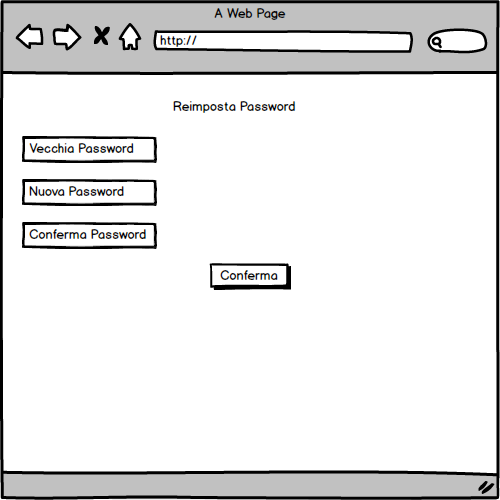 A Web Page
http://
Reimposta Password
Vecchia Password
Nuova Password
Conferma Password
Conferma